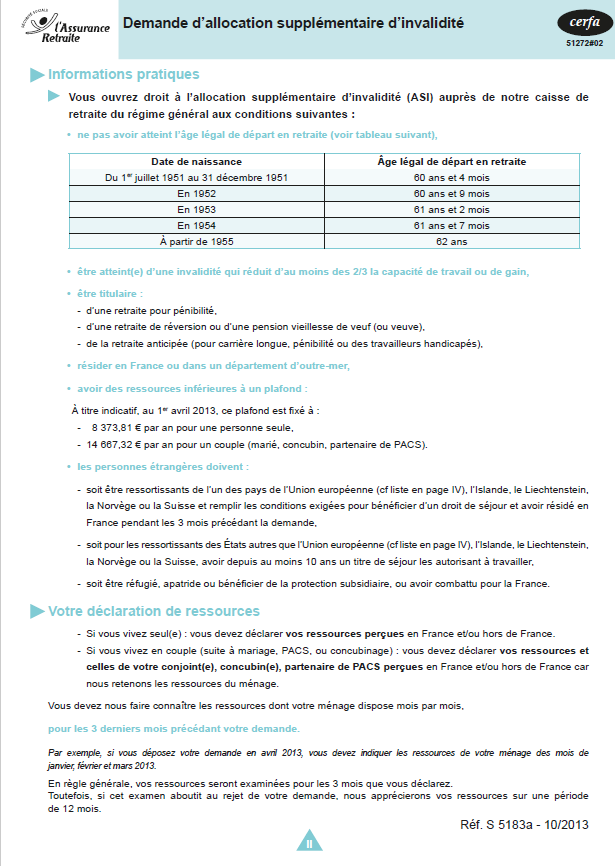 SÉCURITÉ SOCIALE
l'Assurance
Retraite
Demande d'allocation supplémentaire d'invalidité
cerfa
51272#02
Informations pratiques
Vous ouvrez droit à l'allocation supplémentaire d'invalidité (ASI) auprès de notre caisse de
retraite du régime général aux conditions suivantes :
• ne pas avoir atteint l'âge légal de départ en retraite (voir tableau suivant),
Date de naissance Âge légal de départ en retraite
Du 1er juillet 1951 au 31 décembre 1951 60 ans et 4 mois
En 1952 60 ans et 9 mois
En 1953 61 ans et 2 mois
En 1954 61 ans et 7 mois
À partir de 1955 62 ans
• être atteint(e) d'une invalidité qui réduit d'au moins des 2/3 la capacité de travail ou de gain,
• être titulaire :
- d'une retraite pour pénibilité,
- d'une retraite de réversion ou d'une pension vieillesse de veuf (ou veuve),
- de la retraite anticipée (pour carrière longue, pénibilité ou des travailleurs handicapés),
• résider en France ou dans un département d'outre-mer,
• avoir des ressources inférieures à un plafond :
À titre indicatif, au 1er avril 2013, ce plafond est fixé à :
- 8 373,81 € par an pour une personne seule,
- 14 667,32 € par an pour un couple (marié, concubin, partenaire de PACS).
• les personnes étrangères doivent :
- soit être ressortissants de l'un des pays de l'Union européenne (cf liste en page IV), l'Islande, le Liechtenstein,
la Norvège ou la Suisse et remplir les conditions exigées pour bénéficier d'un droit de séjour et avoir résidé en
France pendant les 3 mois précédant la demande,
- soit pour les ressortissants des États autres que l'Union européenne (cf liste en page IV), l'Islande, le Liechtenstein,
la Norvège ou la Suisse, avoir depuis au moins 10 ans un titre de séjour les autorisant à travailler,
- soit être réfugié, apatride ou bénéficier de la protection subsidiaire, ou avoir combattu pour la France.
Votre déclaration de ressources
- Si vous vivez seul(e) : vous devez déclarer vos ressources perçues en France et/ou hors de France.
- Si vous vivez en couple (suite à mariage, PACS, ou concubinage) : vous devez déclarer vos ressources et
celles de votre conjoint(e), concubin(e), partenaire de PACS perçues en France et/ou hors de France car
nous retenons les ressources du ménage.
Vous devez nous faire connaître les ressources dont votre ménage dispose mois par mois,
pour les 3 derniers mois précédant votre demande.
Par exemple, si vous déposez votre demande en avril 2013, vous devez indiquer les ressources de votre ménage des mois de
janvier, février et mars 2013.
En règle générale, vos ressources seront examinées pour les 3 mois que vous déclarez.
Toutefois, si cet examen aboutit au rejet de votre demande, nous apprécierons vos ressources sur une période
de 12 mois.
Réf. S 5183a - 10/2013
II